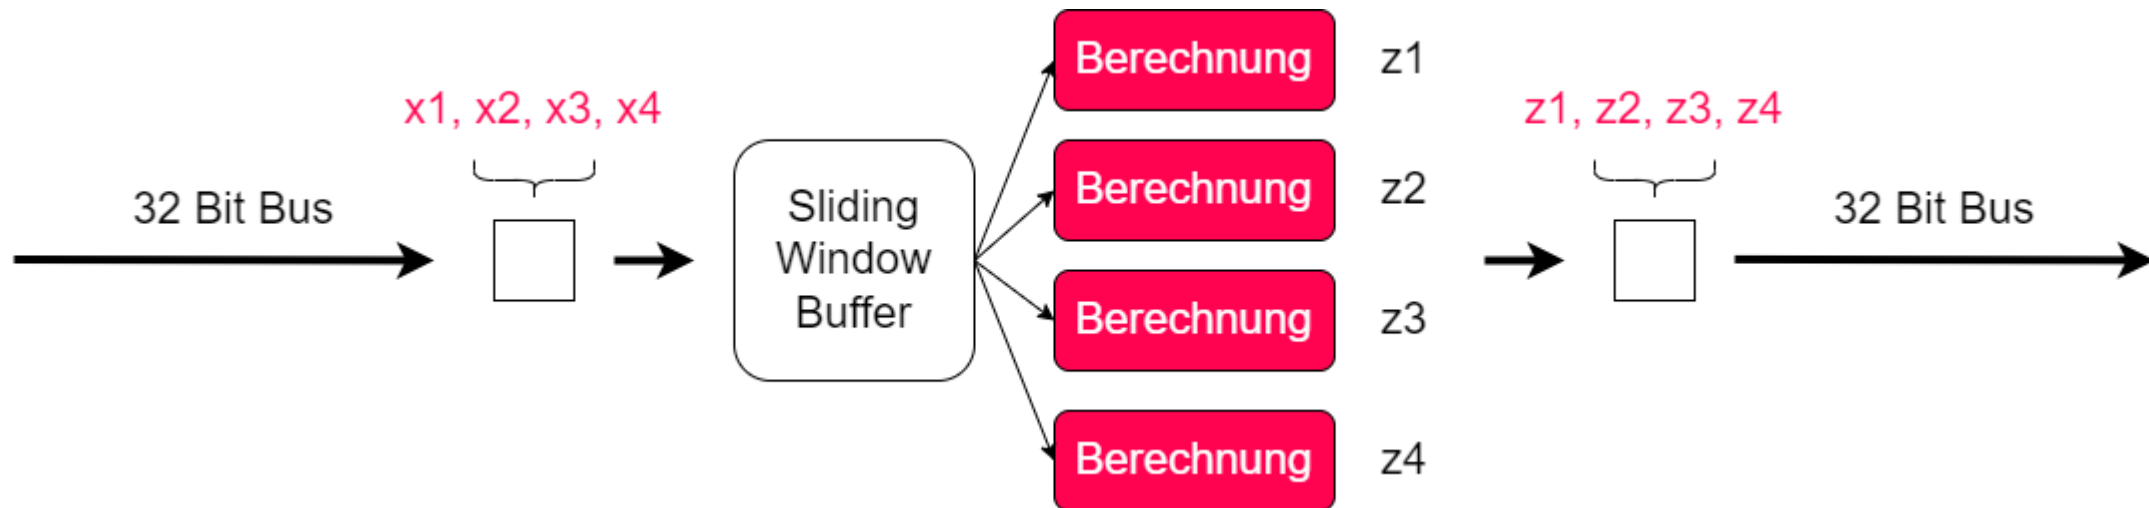 32 Bit Bus
x1, x2, x3, x4
Sliding
Window
Buffer
Berechnung
z1
Berechnung
z2
Berechnung
z3
Berechnung
z4
z1, z2, z3, z4
32 Bit Bus